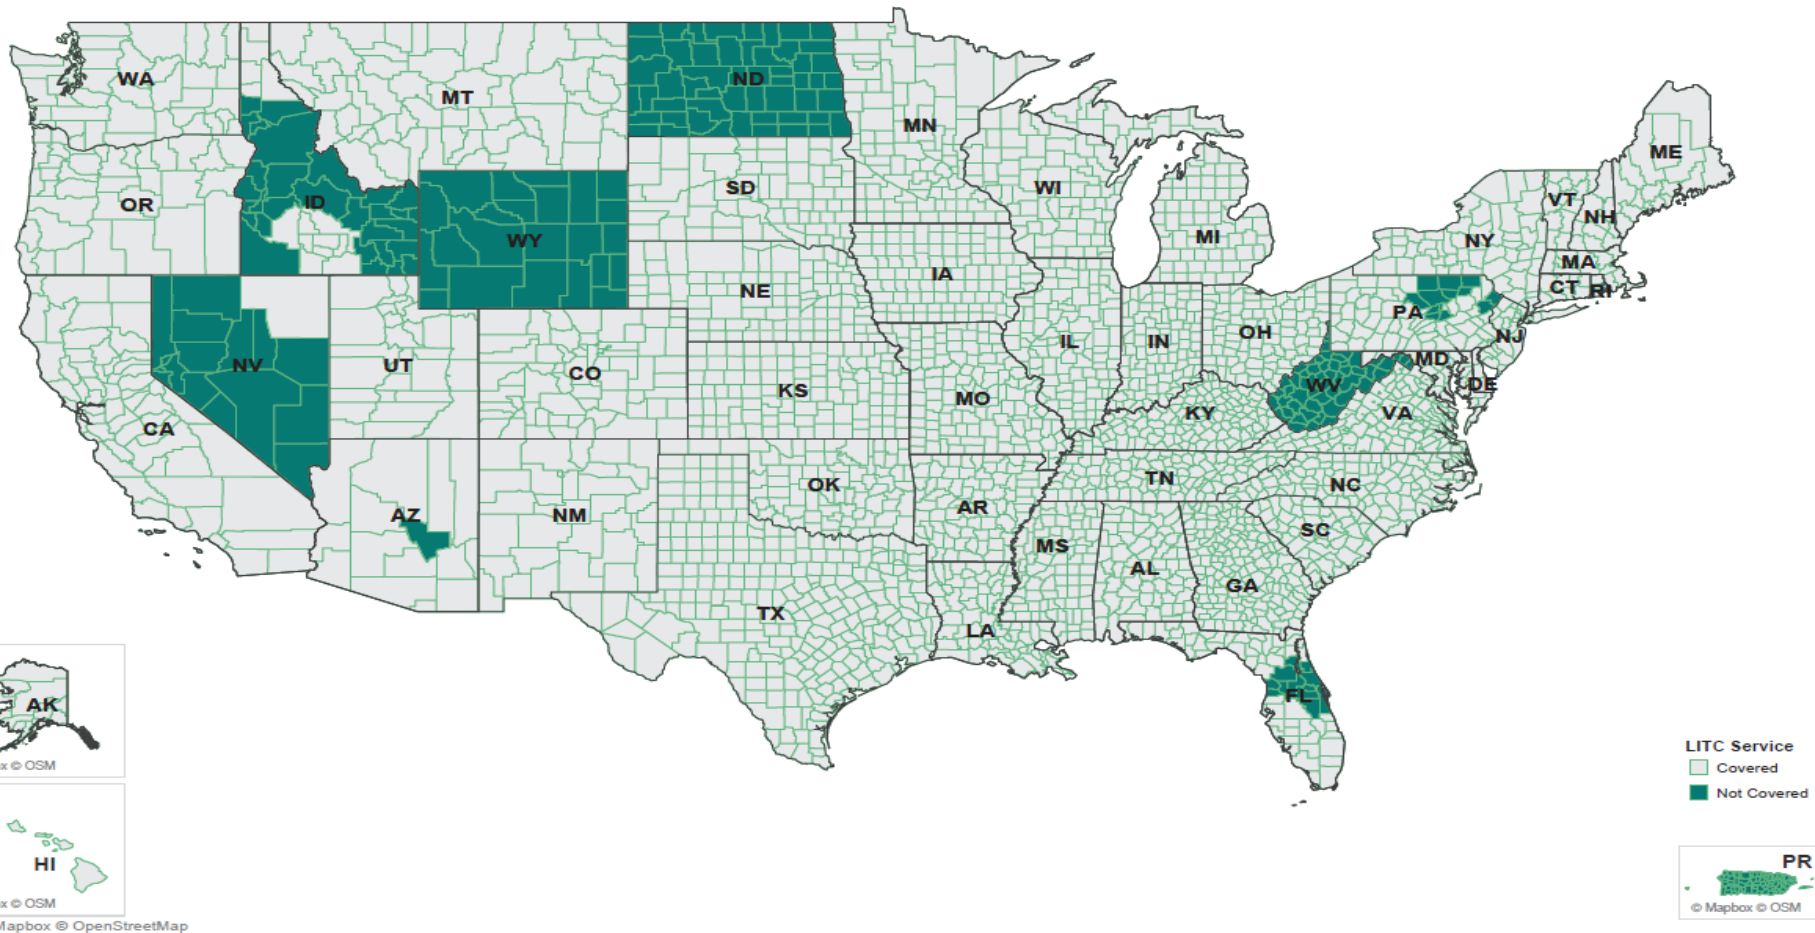 WA
MT
ND
MN
ME
OR
ID
WY
SD
WI
MI
VT
NH
NY
MA
CT
RI
IA
NE
PA
NJ
NV
UT
CO
KS
MO
IL
IN
OH
WV
MD
DE
KY
VA
CA
AZ
NM
OK
AR
TN
NC
SC
MS
AL
GA
TX
LA
FL
AK
x © OSM
HI
x © OSM
Mapbox © OpenStreetMap
LITC Service
Covered
Not Covered
PR
© Mapbox © OSM